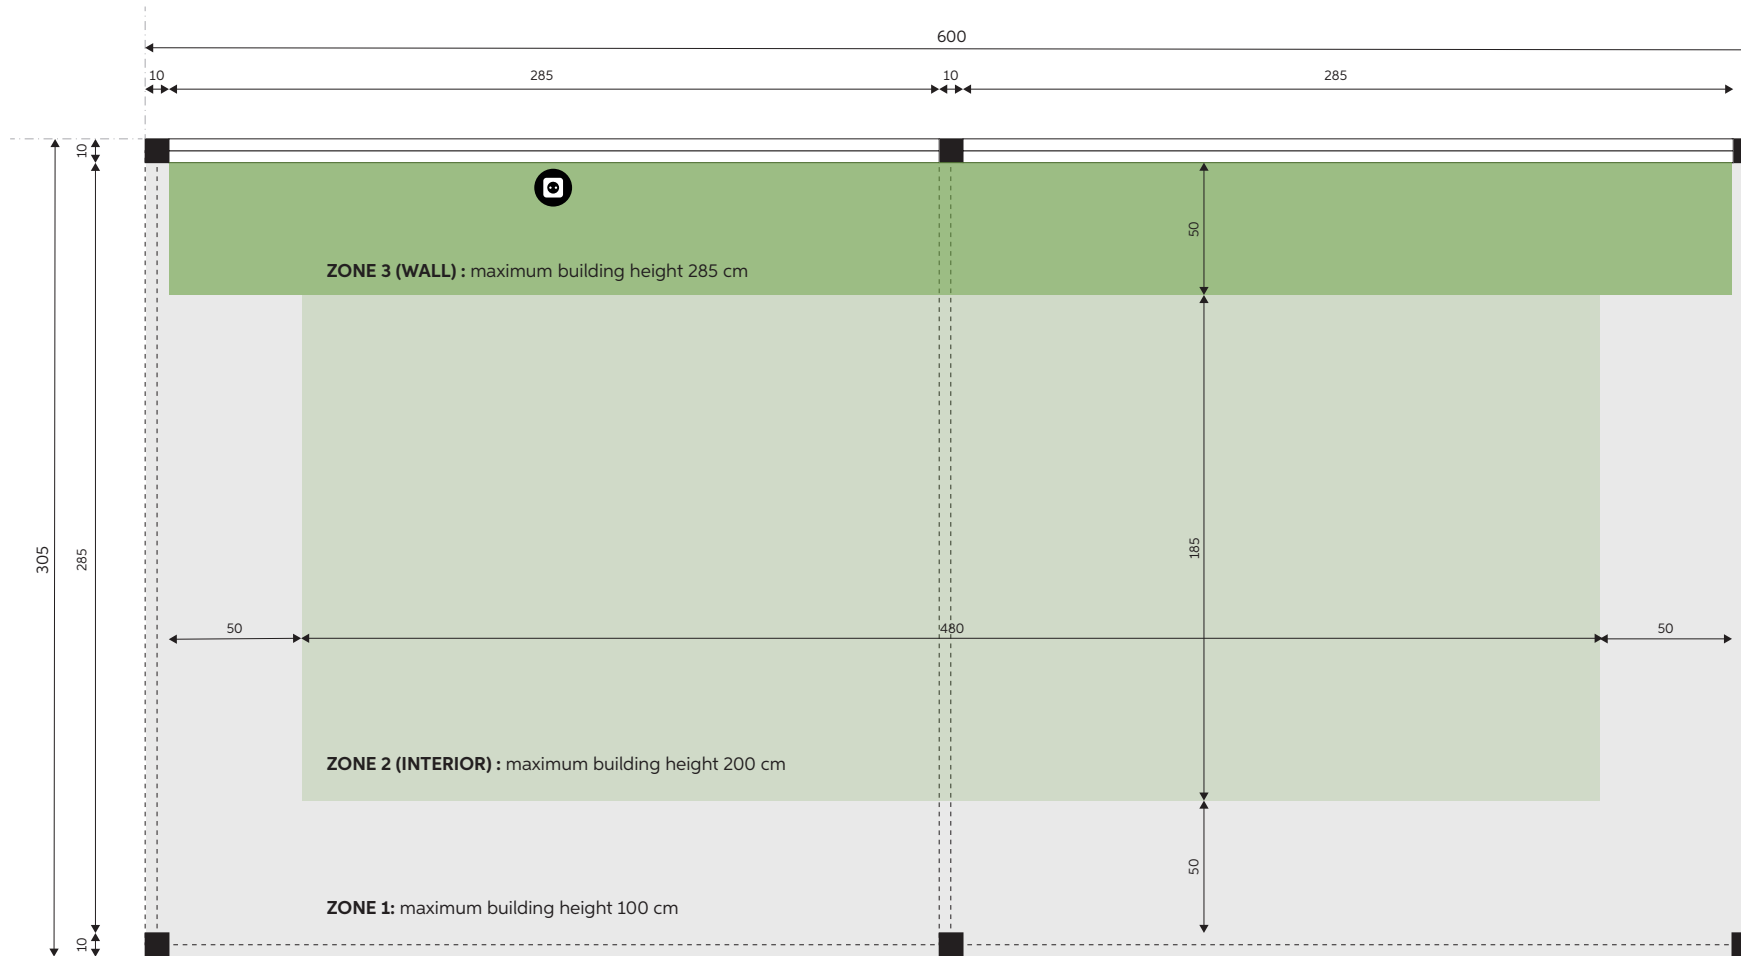 600
10 285 10 285
10
50
ZONE 3 (WALL) : maximum building height 285 cm
305
285
185
50 480 50
ZONE 2 (INTERIOR) : maximum building height 200 cm
50
ZONE 1: maximum building height 100 cm
10